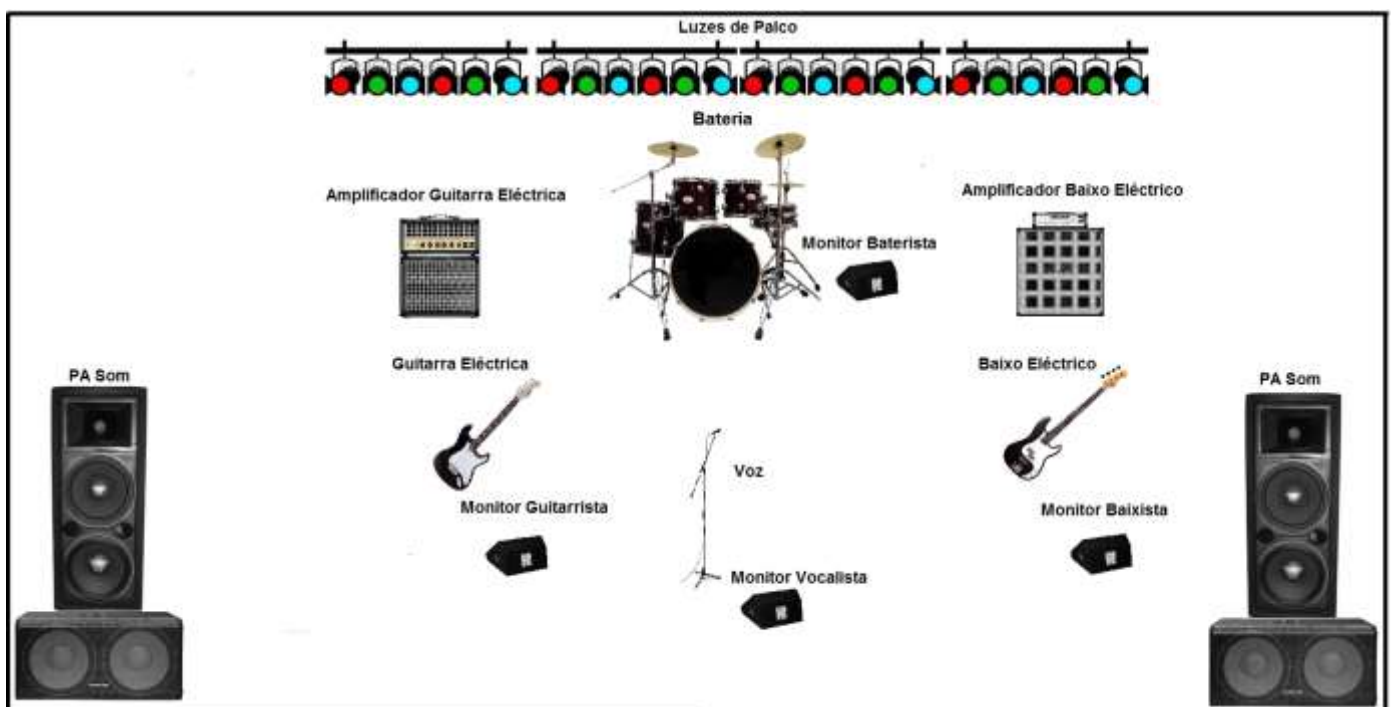 Luzes de Palco
Bateria
Amplificador Guitarra Eléctrica
Amplificador Baixo Eléctrico
Monitor Baterista
Guitarra Eléctrica
Baixo Eléctrico
PA Som
PA Som
Voz
Monitor Guitarrista
Monitor Baixista
Monitor Vocalista